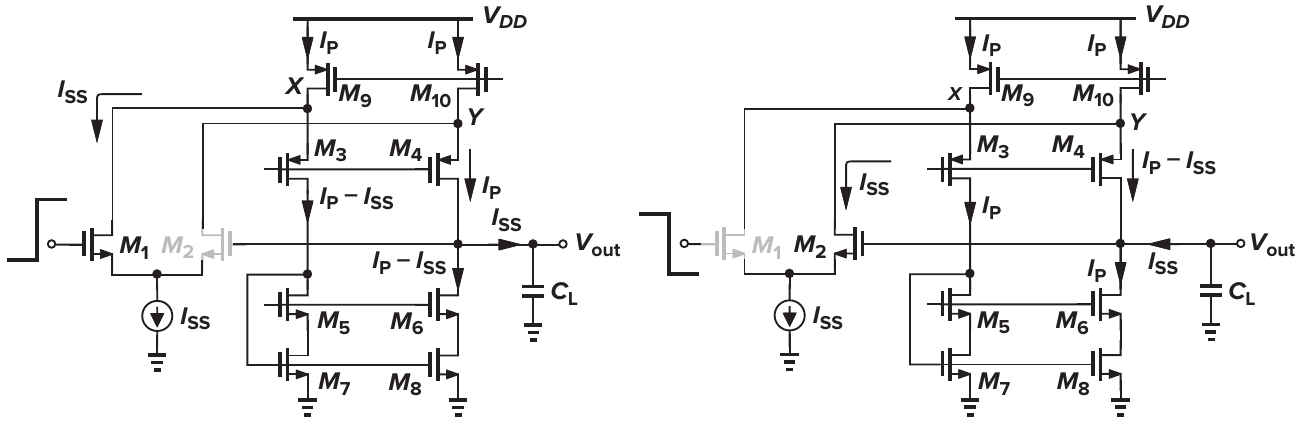 V_DD
I_P I_P
I_SS X M_9 M_10
Y
M_3 M_4
I_P
I_P – I_SS
I_SS
M_1 M_2 V_out
I_P – I_SS
C_L
I_SS M_5 M_6
M_7 M_8
V_DD
I_P I_P
X M_9 M_10
Y
M_3 M_4
I_SS I_P – I_SS
I_P
M_1 M_2 V_out
I_P I_SS
C_L
I_SS M_5 M_6
M_7 M_8